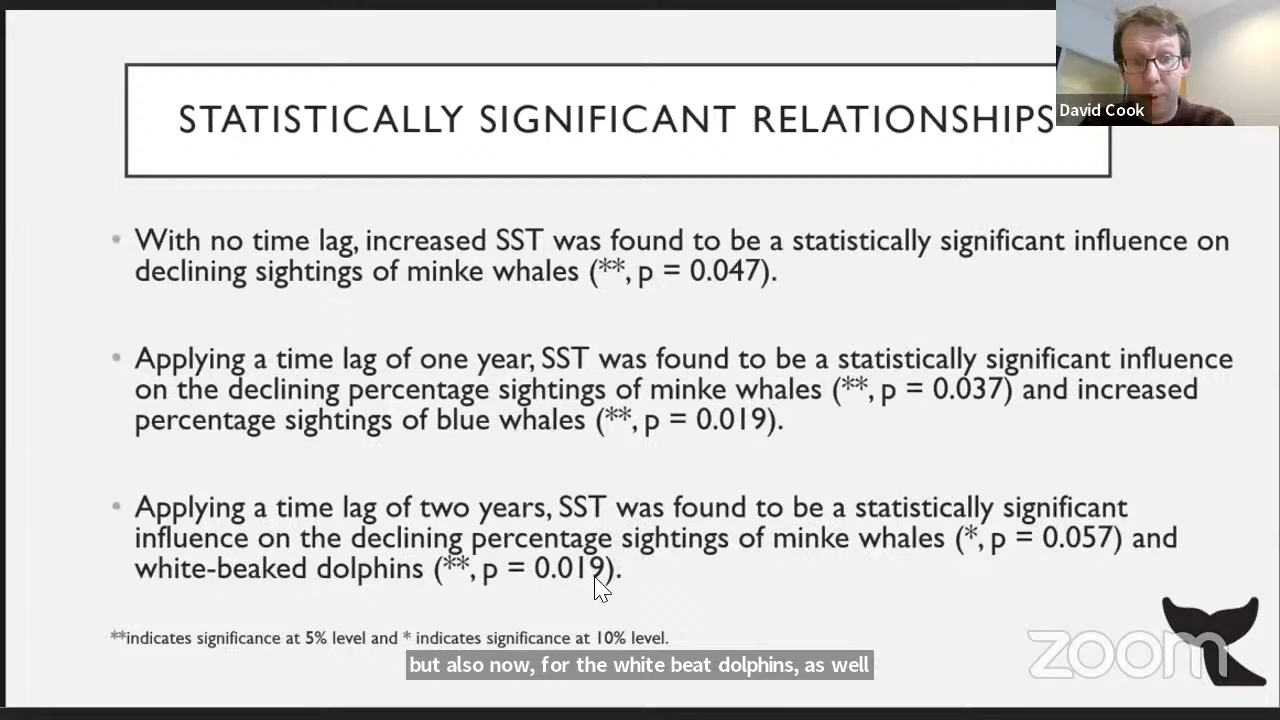 David Cook
STATISTICALLY SIGNIFICANT RELATIONSHIPS
• With no time lag, increased SST was found to be a statistically significant influence on
declining sightings of minke whales (**, p = 0.047).
• Applying a time lag of one year, SST was found to be a statistically significant influence
on the declining percentage sightings of minke whales (**, p = 0.037) and increased
percentage sightings of blue whales (**, p = 0.019).
• Applying a time lag of two years, SST was found to be a statistically significant
influence on the declining percentage sightings of minke whales (*, p = 0.057) and
white-beaked dolphins (**, p = 0.019).
**indicates significance at 5% level and * indicates significance at 10% level.
but also now, for the white beat dolphins, as well
zoom